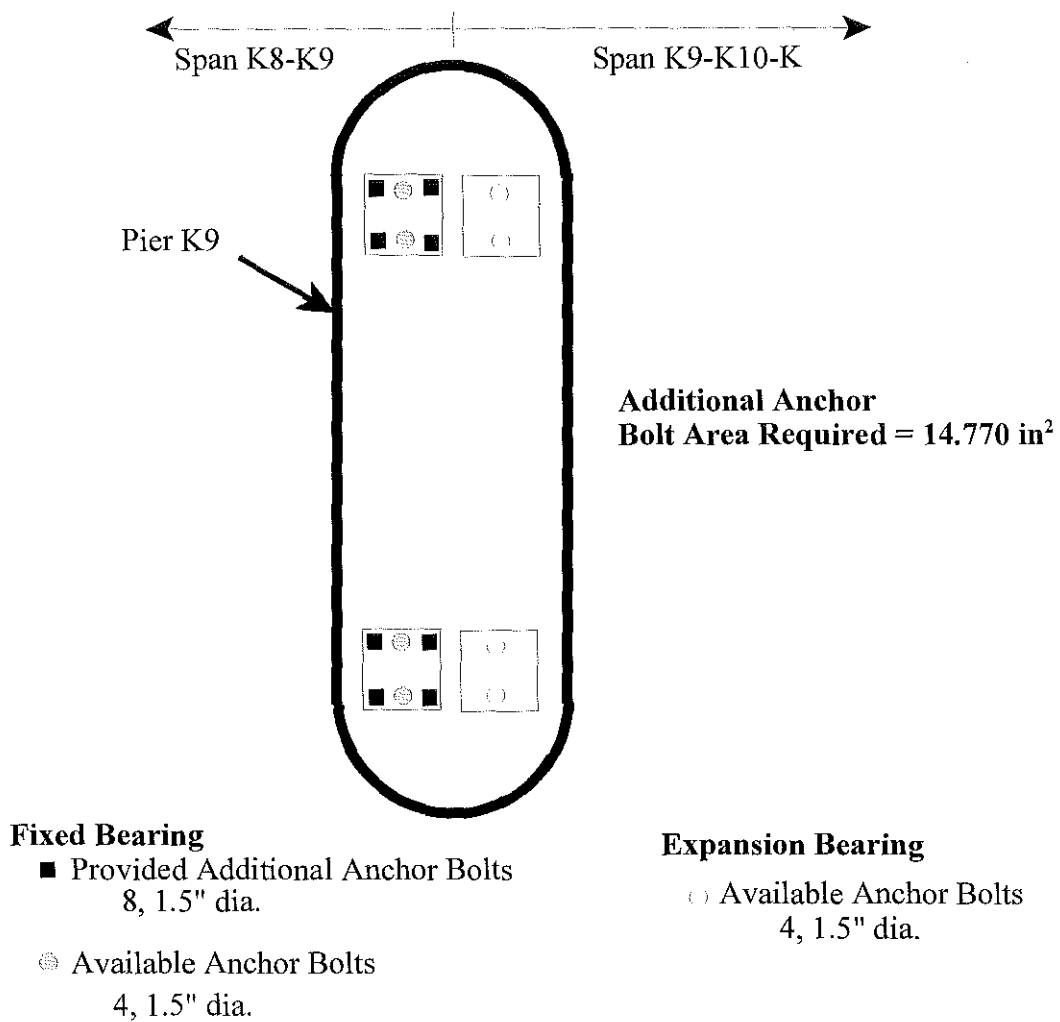 Span K8-K9
Span K9-K10-K
Pier K9
Additional Anchor
Bolt Area Required = 14.770 in²
Fixed Bearing
Provided Additional Anchor Bolts
8, 1.5" dia.
Available Anchor Bolts
4, 1.5" dia.
Expansion Bearing
Available Anchor Bolts
4, 1.5" dia.